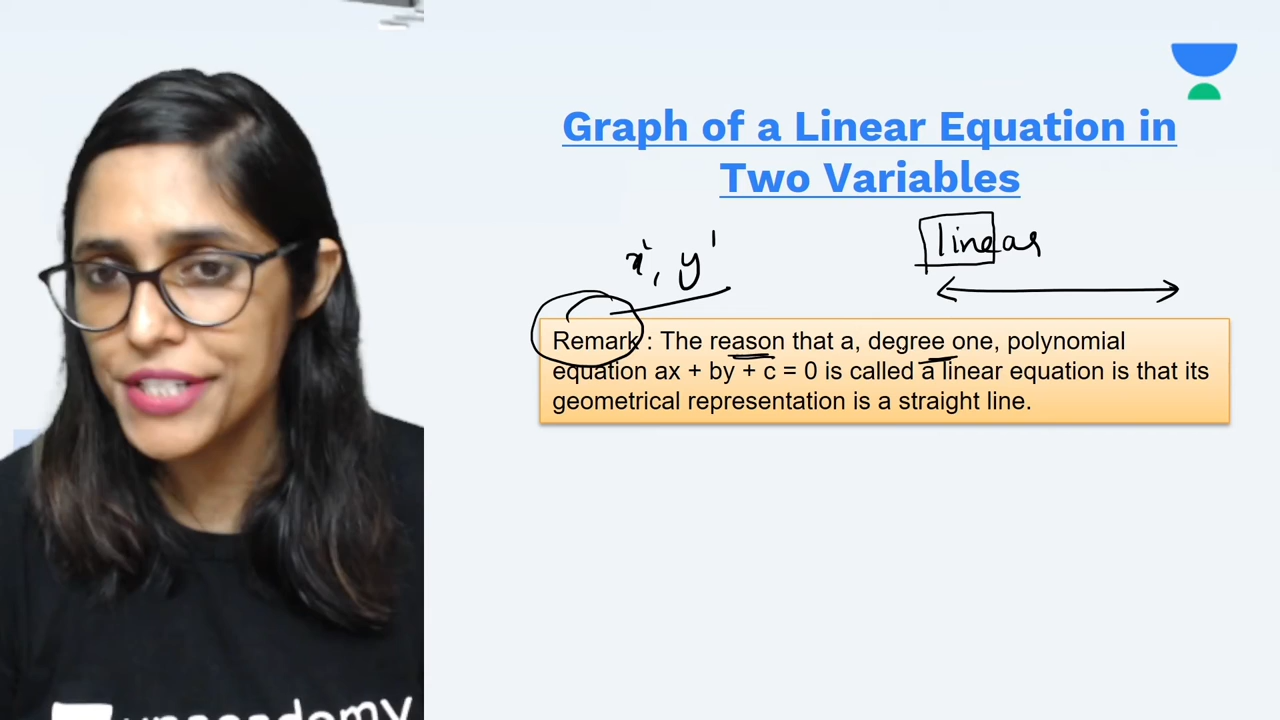 Graph of a Linear Equation in
Two Variables
linear
x¹, y¹
Remark : The reason that a, degree one, polynomial
equation ax + by + c = 0 is called a linear equation is that its
geometrical representation is a straight line.
unacademy